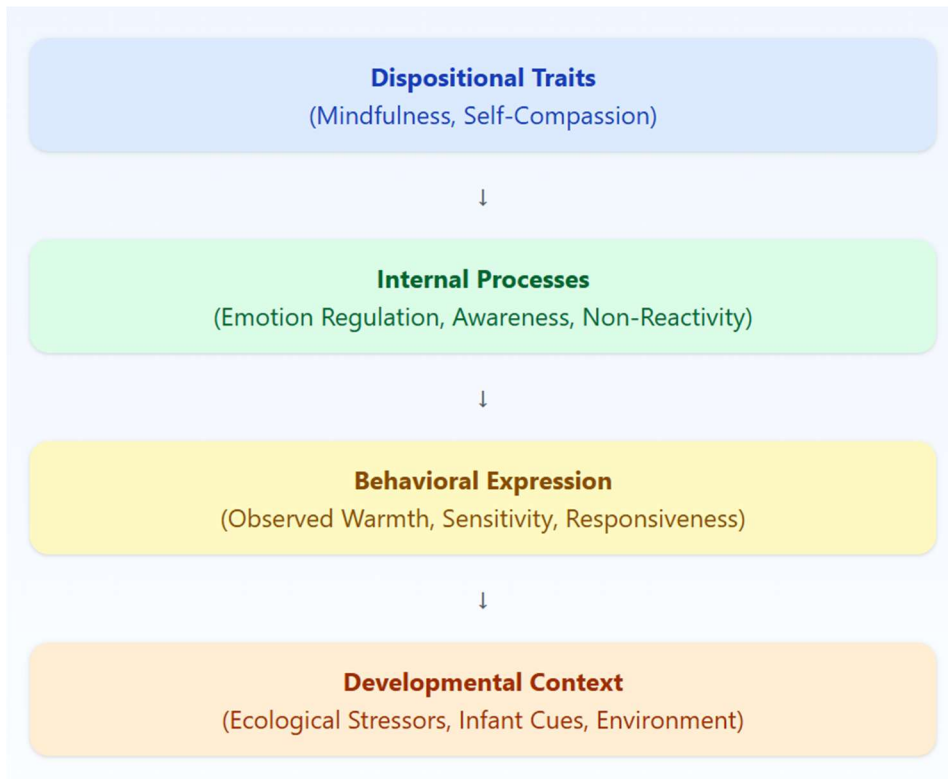 Dispositional Traits
(Mindfulness, Self-Compassion)
↓
Internal Processes
(Emotion Regulation, Awareness, Non-Reactivity)
↓
Behavioral Expression
(Observed Warmth, Sensitivity, Responsiveness)
↓
Developmental Context
(Ecological Stressors, Infant Cues, Environment)